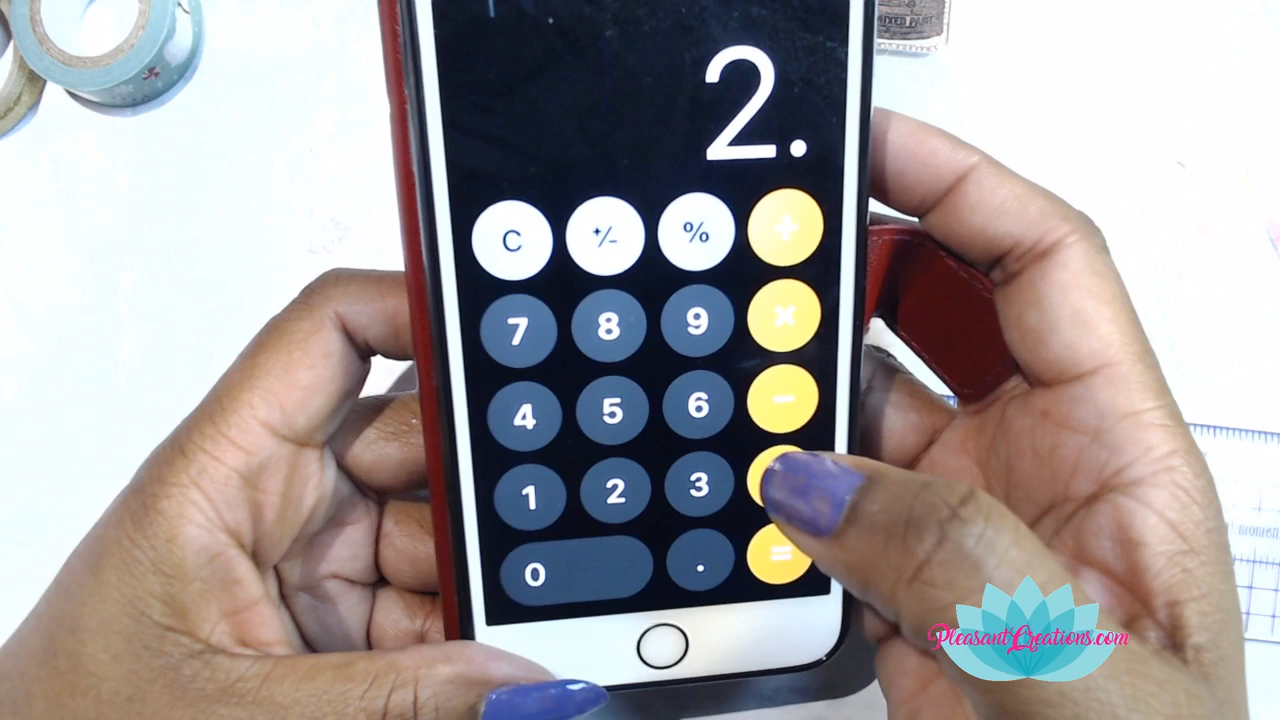 2.
C +/− % ÷
7 8 9 ×
4 5 6 −
1 2 3
0 . =
PleasantCreations.com